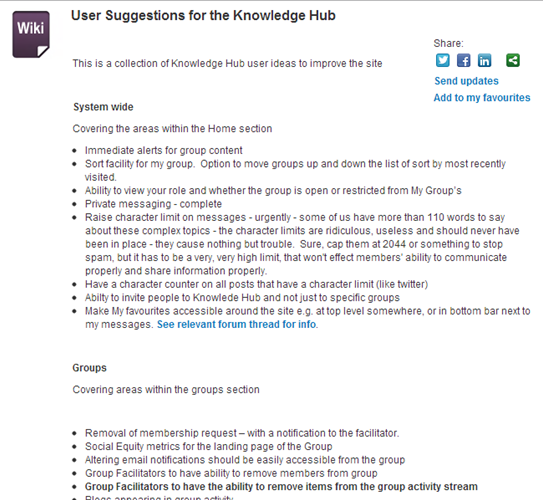 Wiki
User Suggestions for the Knowledge Hub
Share:
This is a collection of Knowledge Hub user ideas to improve the site
Send updates
Add to my favourites
System wide
Covering the areas within the Home section
Immediate alerts for group content
Sort facility for my group.  Option to move groups up and down the list of sort by most recently
visited.
Ability to view your role and whether the group is open or restricted from My Group's
Private messaging - complete
Raise character limit on messages - urgently - some of us have more than 110 words to say
about these complex topics - the character limits are ridiculous, useless and should never have
been in place - they cause nothing but trouble.  Sure, cap them at 2044 or something to stop
spam, but it has to be a very, very high limit, that won't effect members' ability to communicate
properly and share information properly.
Have a character counter on all posts that have a character limit (like twitter)
Abilty to invite people to Knowlede Hub and not just to specific groups
Make My favourites accessible around the site e.g. at top level somewhere, or in bottom bar next to
my messages. See relevant forum thread for info.
Groups
Covering areas within the groups section
Removal of membership request – with a notification to the facilitator.
Social Equity metrics for the landing page of the Group
Altering email notifications should be easily accessible from the group
Group Facilitators to have ability to remove members from group
Group Facilitators to have the ability to remove items from the group activity stream
Blogs appearing in group activity